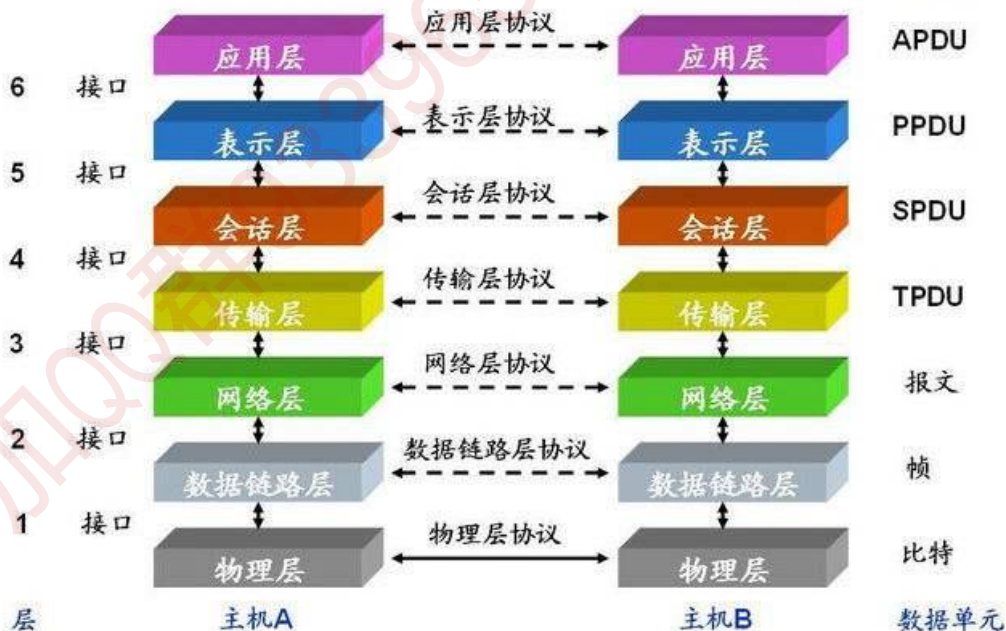 应用层 应用层协议 应用层 APDU
6 接口
表示层 表示层协议 表示层 PPDU
5 接口
会话层 会话层协议 会话层 SPDU
4 接口
传输层 传输层协议 传输层 TPDU
3 接口
网络层 网络层协议 网络层 报文
2 接口
数据链路层 数据链路层协议 数据链路层 帧
1 接口
物理层 物理层协议 物理层 比特
层 主机A 主机B 数据单元